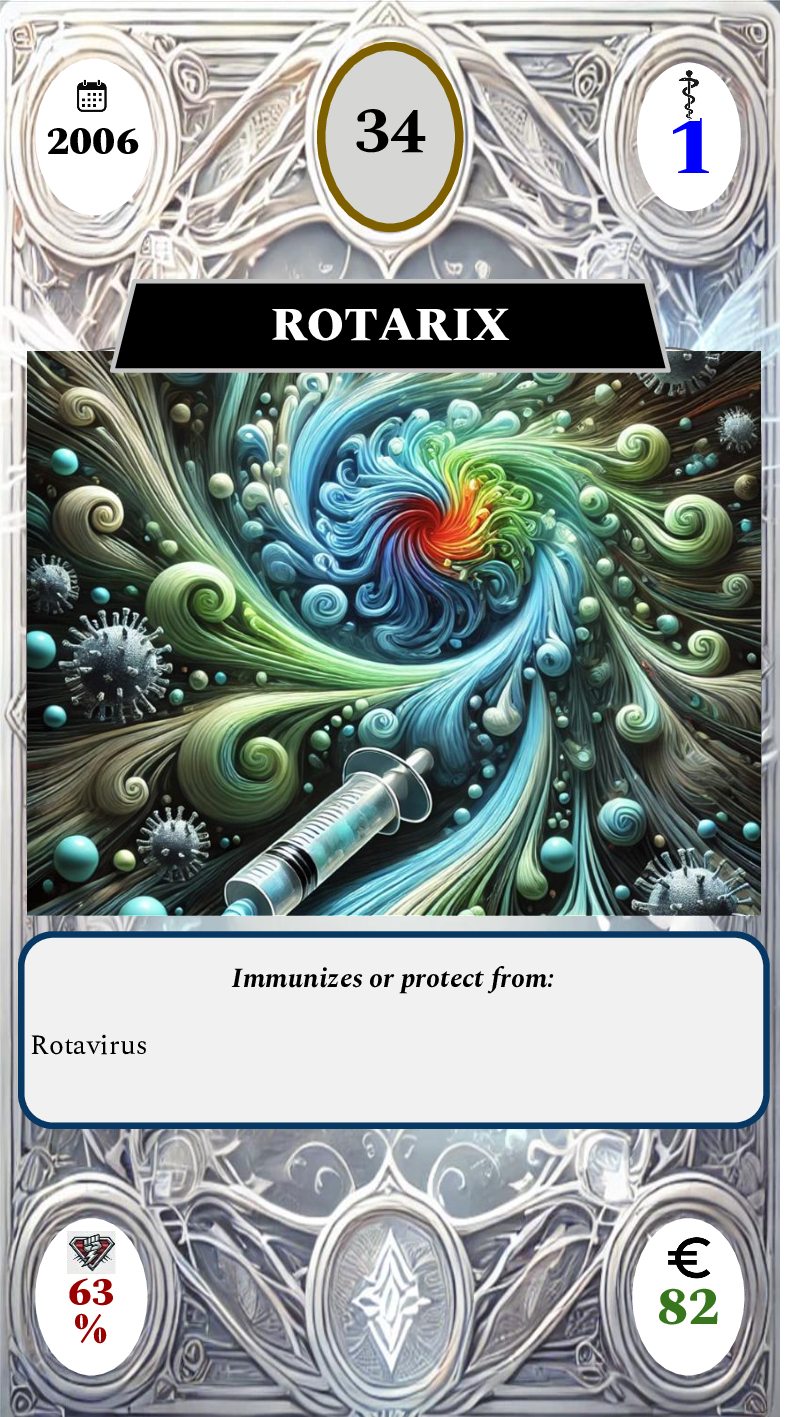 2006
34
1
ROTARIX
Immunizes or protect from:
Rotavirus
63
%
€
82